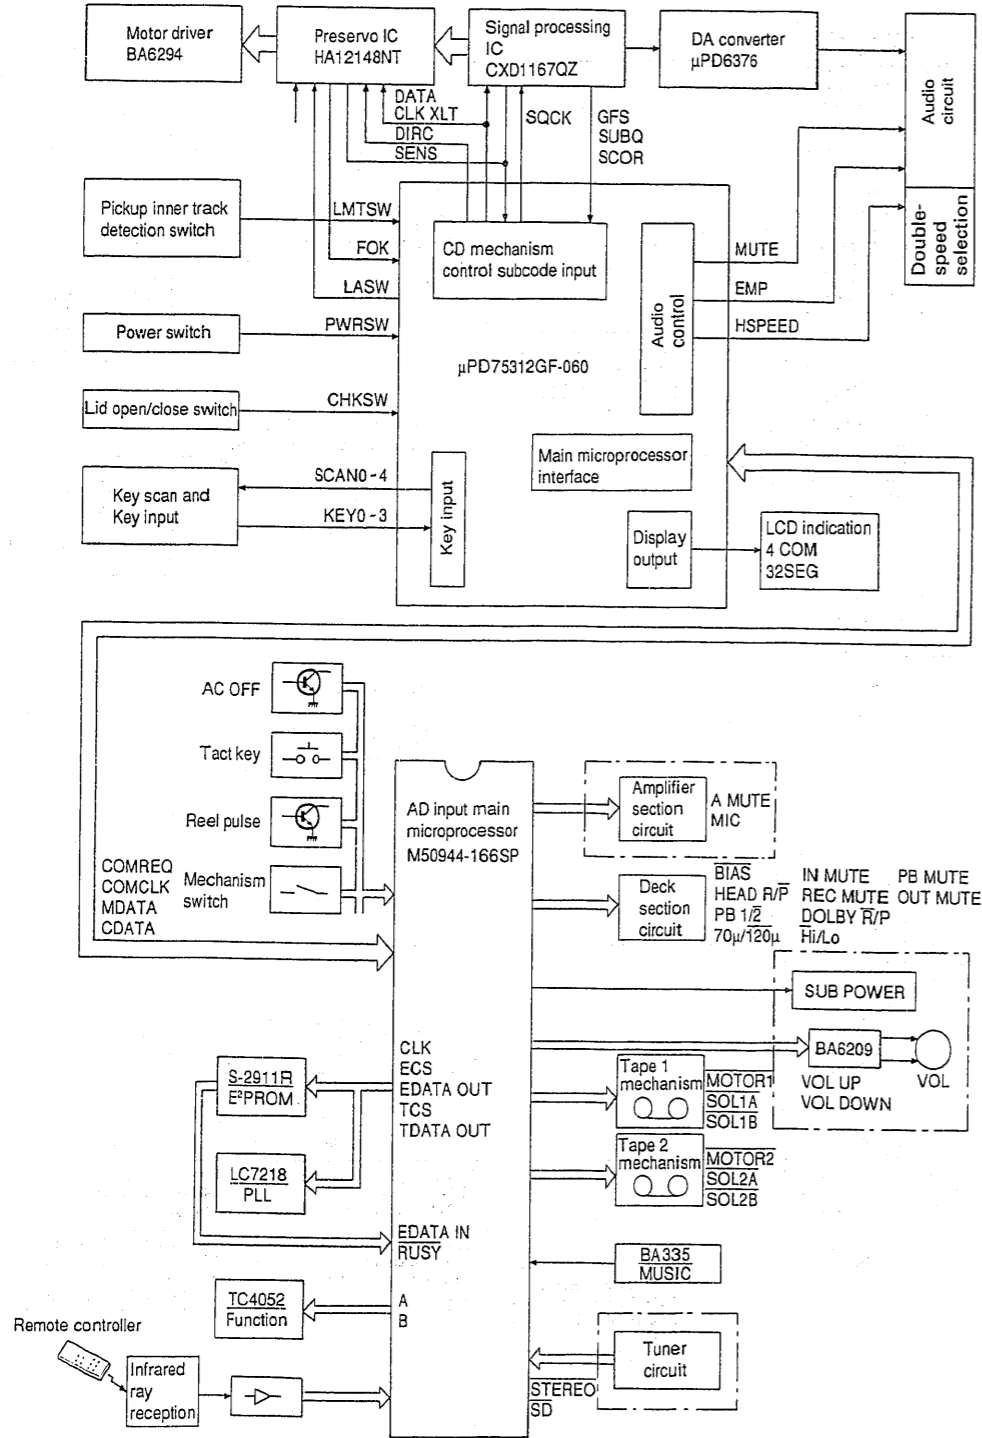 Motor driver
BA6294
Preservo IC
HA12148NT
Signal processing
IC
CXD1167QZ
DA converter
μPD6376
Audio circuit
Double-
speed
selection
DATA
CLK XLT
DIRC
SENS
SQCK
GFS
SUBQ
SCOR
Pickup inner track
detection switch
LMTSW
FOK
LASW
CD mechanism
control subcode input
Audio control
MUTE
EMP
HSPEED
Power switch
PWRSW
μPD75312GF-060
Lid open/close switch
CHKSW
Key scan and
Key input
SCAN0~4
KEY0~3
Key input
Main microprocessor
interface
Display
output
LCD indication
4 COM
32SEG
AC OFF
Tact key
Reel pulse
Mechanism
switch
COMREQ
COMCLK
MDATA
CDATA
AD input main
microprocessor
M50944-166SP
Amplifier
section
circuit
A MUTE
MIC
Deck
section
circuit
BIAS
HEAD R/P
PB 1/2
70μ/120μ
IN MUTE
REC MUTE
DOLBY R/P
Hi/Lo
PB MUTE
OUT MUTE
SUB POWER
BA6209
VOL UP
VOL DOWN
VOL
CLK
ECS
EDATA OUT
TCS
TDATA OUT
S-2911R
E²PROM
LC7218
PLL
Tape 1
mechanism
MOTOR1
SOL1A
SOL1B
Tape 2
mechanism
MOTOR2
SOL2A
SOL2B
EDATA IN
RUSY
BA335
MUSIC
TC4052
Function
A
B
Remote controller
Infrared
ray
reception
Tuner
circuit
STEREO
SD